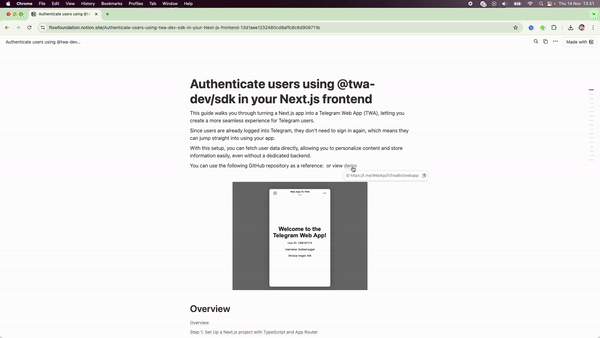 Chrome File Edit View History Bookmarks Profiles Tab Window Help
Thu 14 Nov 13:31
Authenticate users using @tw
flowfoundation.notion.site/Authenticate-users-using-twa-dev-sdk-in-your-Next-js-frontend-
Authenticate users using @twa-dev...
Made with
Authenticate users using @twa-
dev/sdk in your Next.js frontend
This guide walks you through turning a Next.js app into a Telegram Web App (TWA), letting you
create a more seamless experience for Telegram users.
Since users are already logged into Telegram, they don't need to sign in again, which means they
can jump straight into using your app.
With this setup, you can fetch user data directly, allowing you to personalize content and store
information easily, even without a dedicated backend.
You can use the following GitHub repository as a reference: or view demo
Welcome to the
Telegram Web App!
Overview
Overview
Step 1: Set Up a Next.js project with TypeScript and App Router